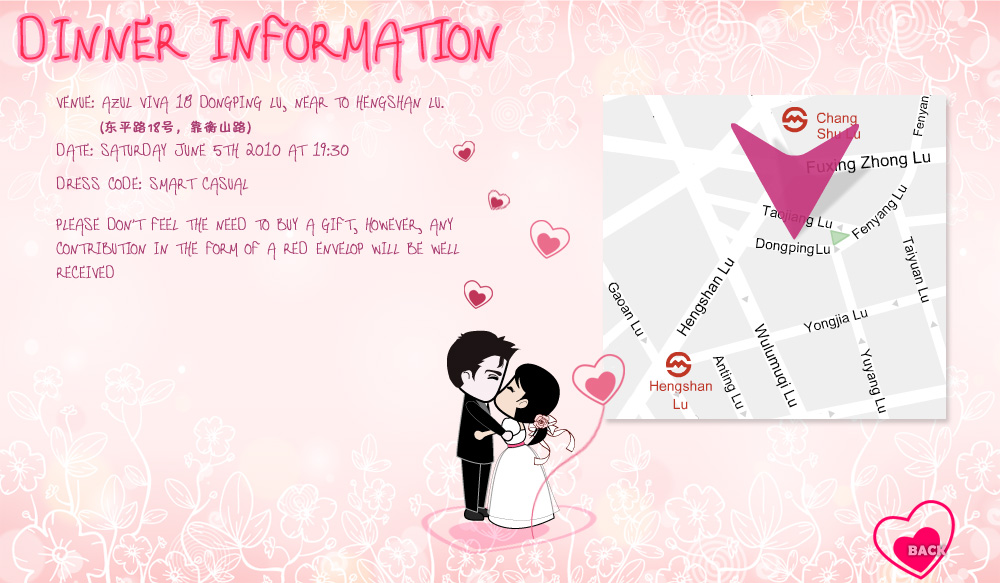 DINNER INFORMATION
VENUE: AZUL VIVA 18 DONGPING LU, NEAR TO HENGSHAN LU.
(东平路18号，靠衡山路)
DATE: SATURDAY JUNE 5TH 2010 AT 19:30
DRESS CODE: SMART CASUAL
PLEASE DON'T FEEL THE NEED TO BUY A GIFT, HOWEVER, ANY
CONTRIBUTION IN THE FORM OF A RED ENVELOP WILL BE WELL
RECEIVED
Chang
Shu Lu
Fenyan
Fuxing Zhong Lu
Taojiang Lu
Fenyang Lu
DongpingLu
Taiyuan Lu
Hengshan Lu
Gaoan Lu
Yongjia Lu
Wulumuqi Lu
Anting Lu
Yuyang Lu
Hengshan
Lu
BACK